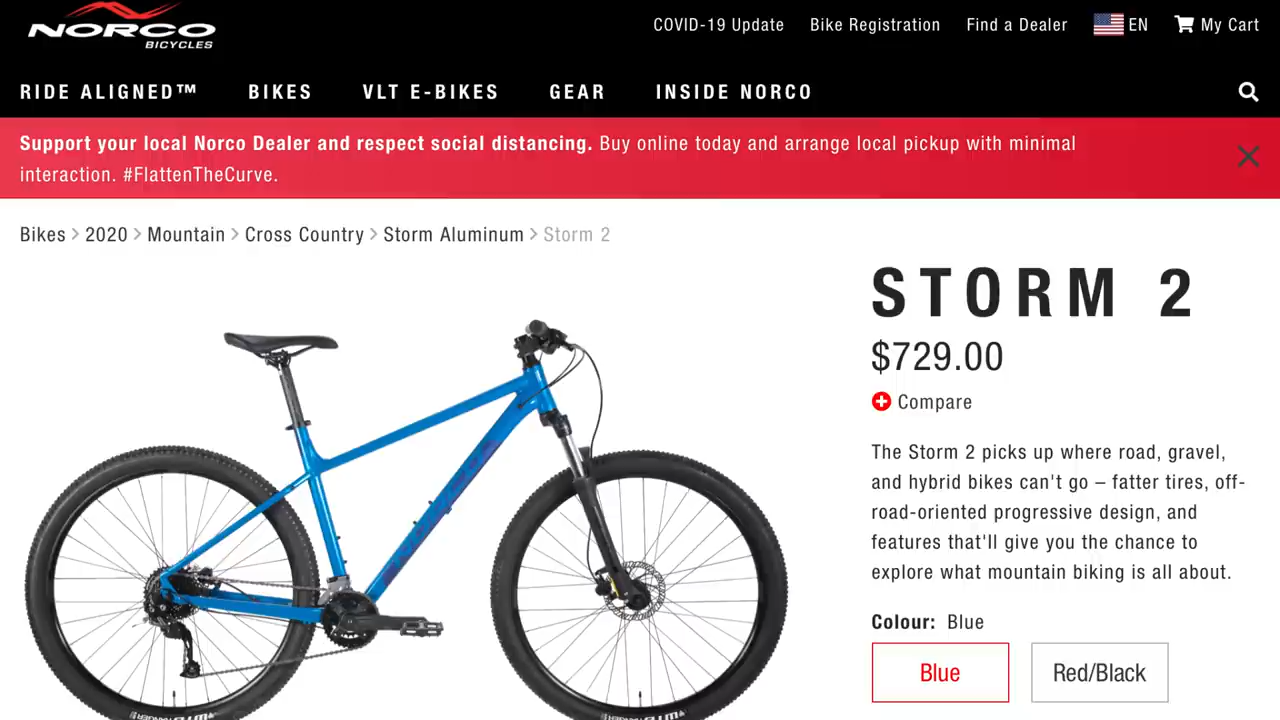 NORCO
BICYCLES
COVID-19 Update
Bike Registration
Find a Dealer
EN
My Cart
RIDE ALIGNED™
BIKES
VLT E-BIKES
GEAR
INSIDE NORCO
Support your local Norco Dealer and respect social distancing. Buy online today and arrange local pickup with minimal
interaction. #FlattenTheCurve.
Bikes > 2020 > Mountain > Cross Country > Storm Aluminum > Storm 2
STORM 2
$729.00
Compare
The Storm 2 picks up where road, gravel,
and hybrid bikes can't go – fatter tires, off-
road-oriented progressive design, and
features that'll give you the chance to
explore what mountain biking is all about.
Colour: Blue
Blue
Red/Black